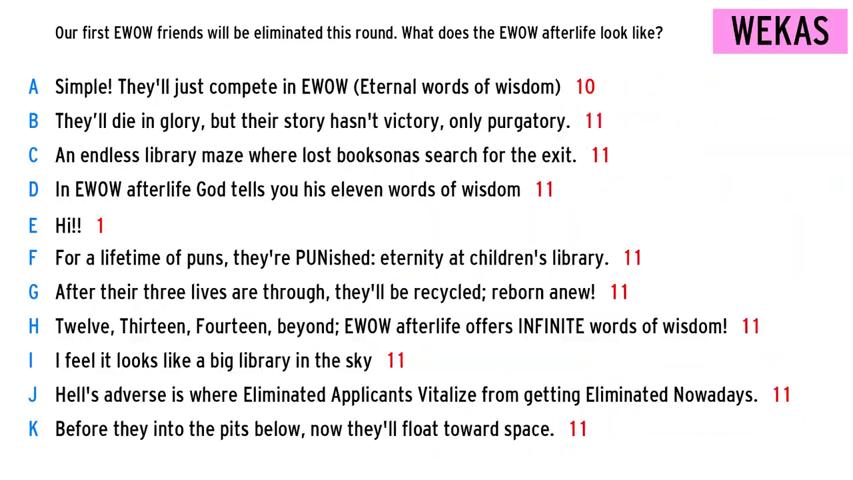 Our first EWOW friends will be eliminated this round. What does the EWOW afterlife look like?
WEKAS
A Simple! They'll just compete in EWOW (Eternal words of wisdom) 10
B They’ll die in glory, but their story hasn't victory, only purgatory. 11
C An endless library maze where lost booksonas search for the exit. 11
D In EWOW afterlife God tells you his eleven words of wisdom 11
E Hi!! 1
F For a lifetime of puns, they're PUNished: eternity at children's library. 11
G After their three lives are through, they'll be recycled; reborn anew! 11
H Twelve, Thirteen, Fourteen, beyond; EWOW afterlife offers INFINITE words of wisdom! 11
I I feel it looks like a big library in the sky 11
J Hell's adverse is where Eliminated Applicants Vitalize from getting Eliminated Nowadays. 11
K Before they into the pits below, now they'll float toward space. 11